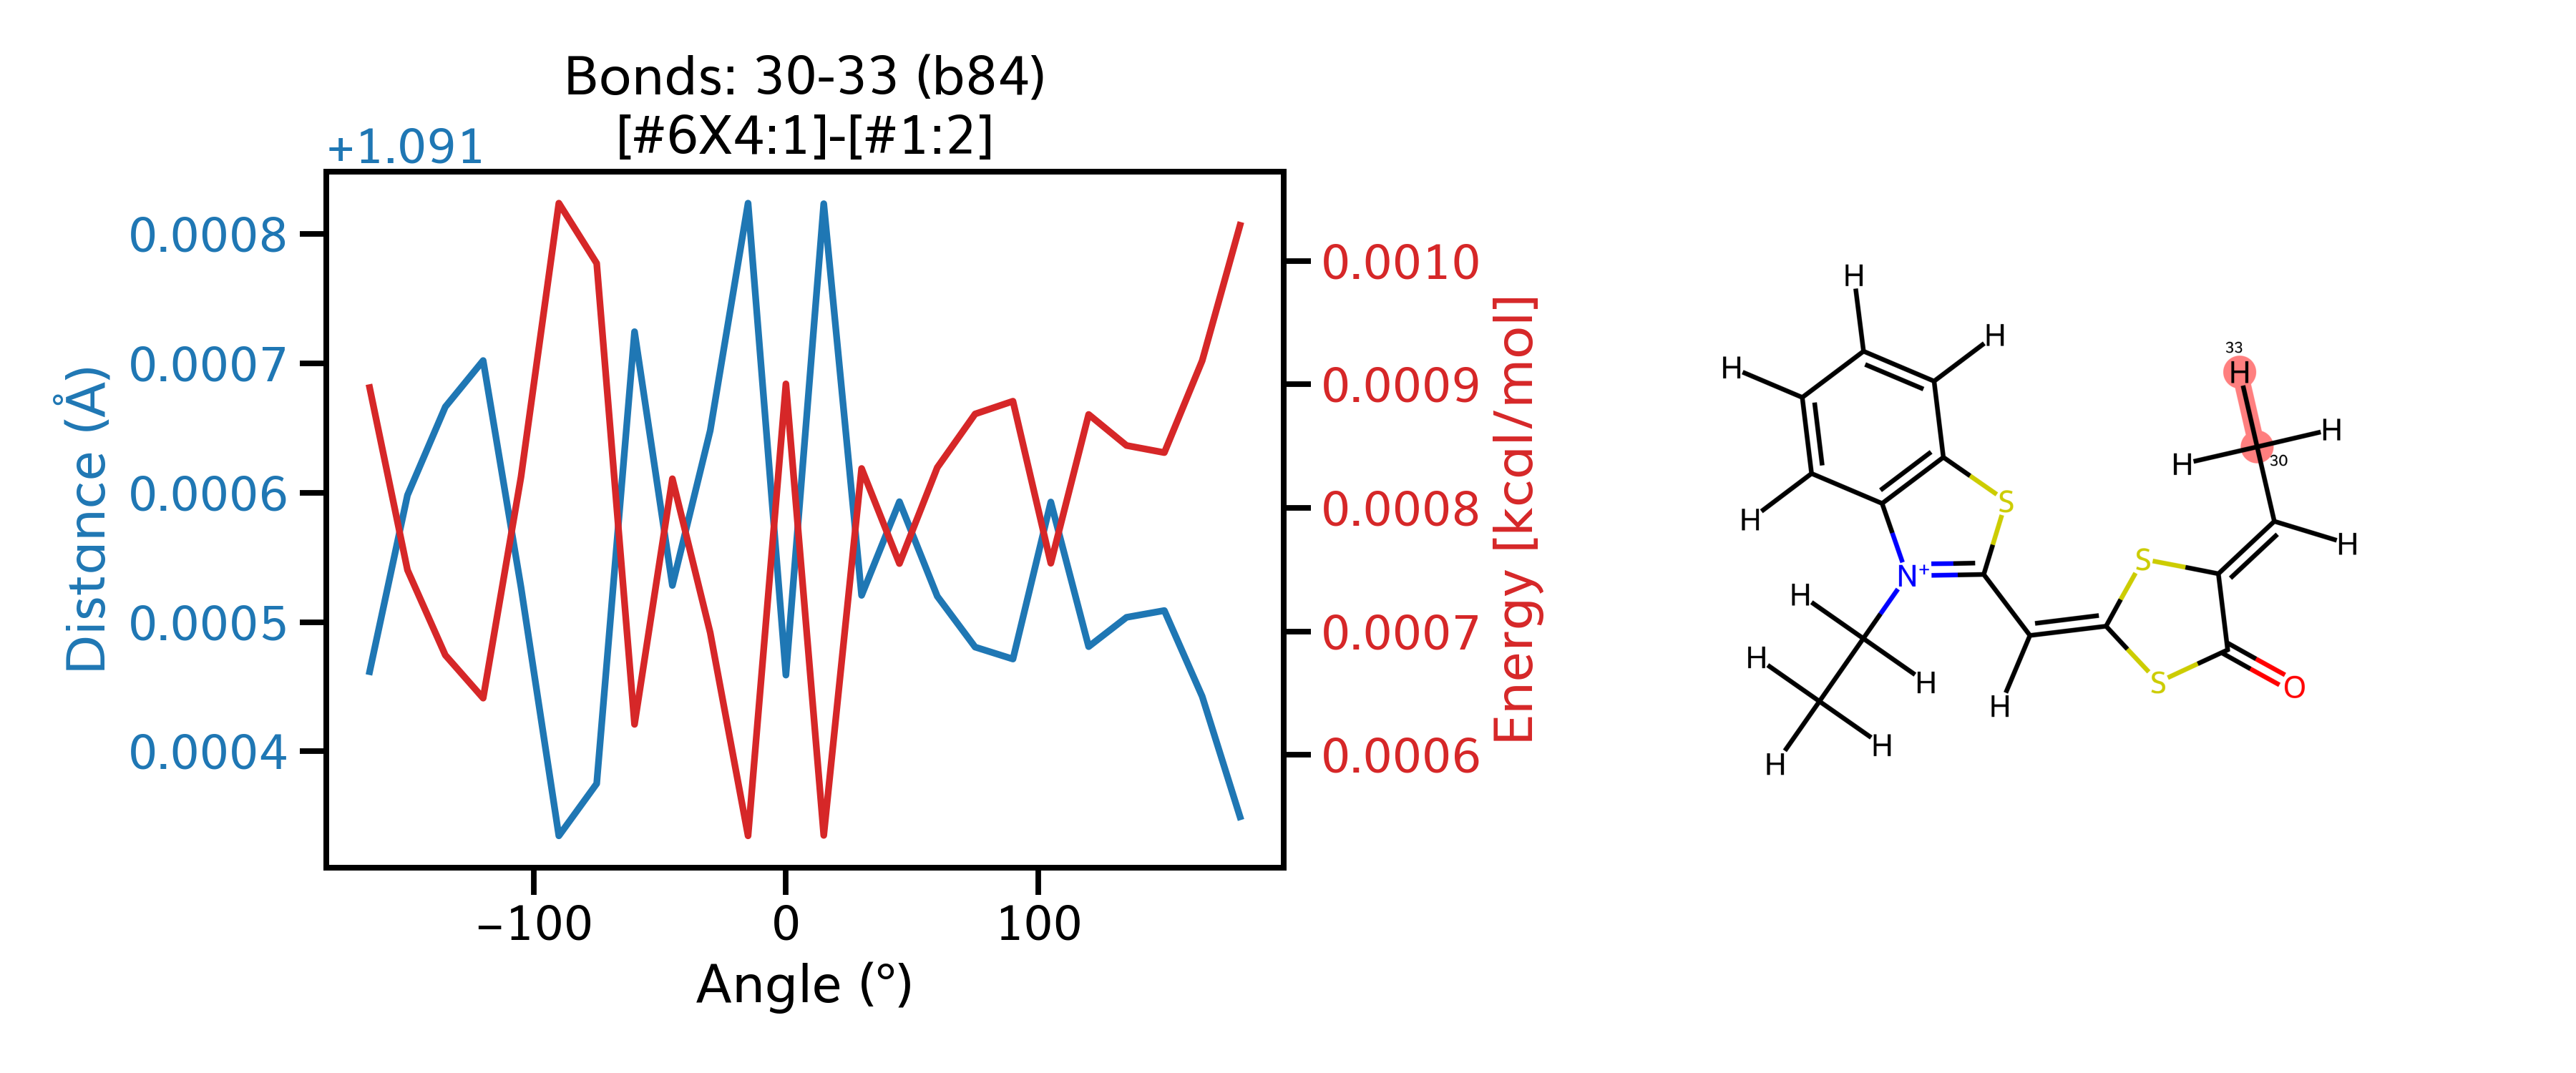 Bonds: 30-33 (b84)
[#6X4:1]-[#1:2]
+1.091
0.0008
0.0007
0.0006
0.0005
0.0004
Distance (Å)
0.0010
0.0009
0.0008
0.0007
0.0006
Energy [kcal/mol]
−100 0 100
Angle (°)
H
H
H
33
H
H
H
30
S
H
H
S
N⁺
H
H
H
S
O
H
H
H